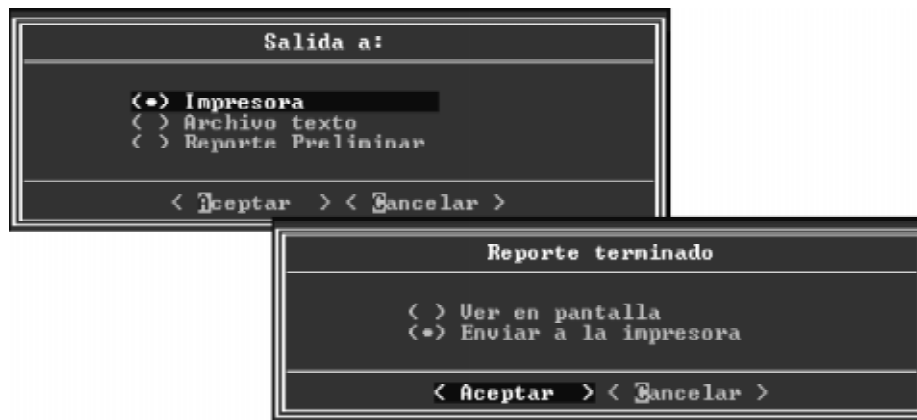 Salida a:
(•) Impresora
( ) Archivo texto
( ) Reporte Preliminar
< Aceptar > < Cancelar >
Reporte terminado
( ) Ver en pantalla
(•) Enviar a la impresora
< Aceptar > < Cancelar >